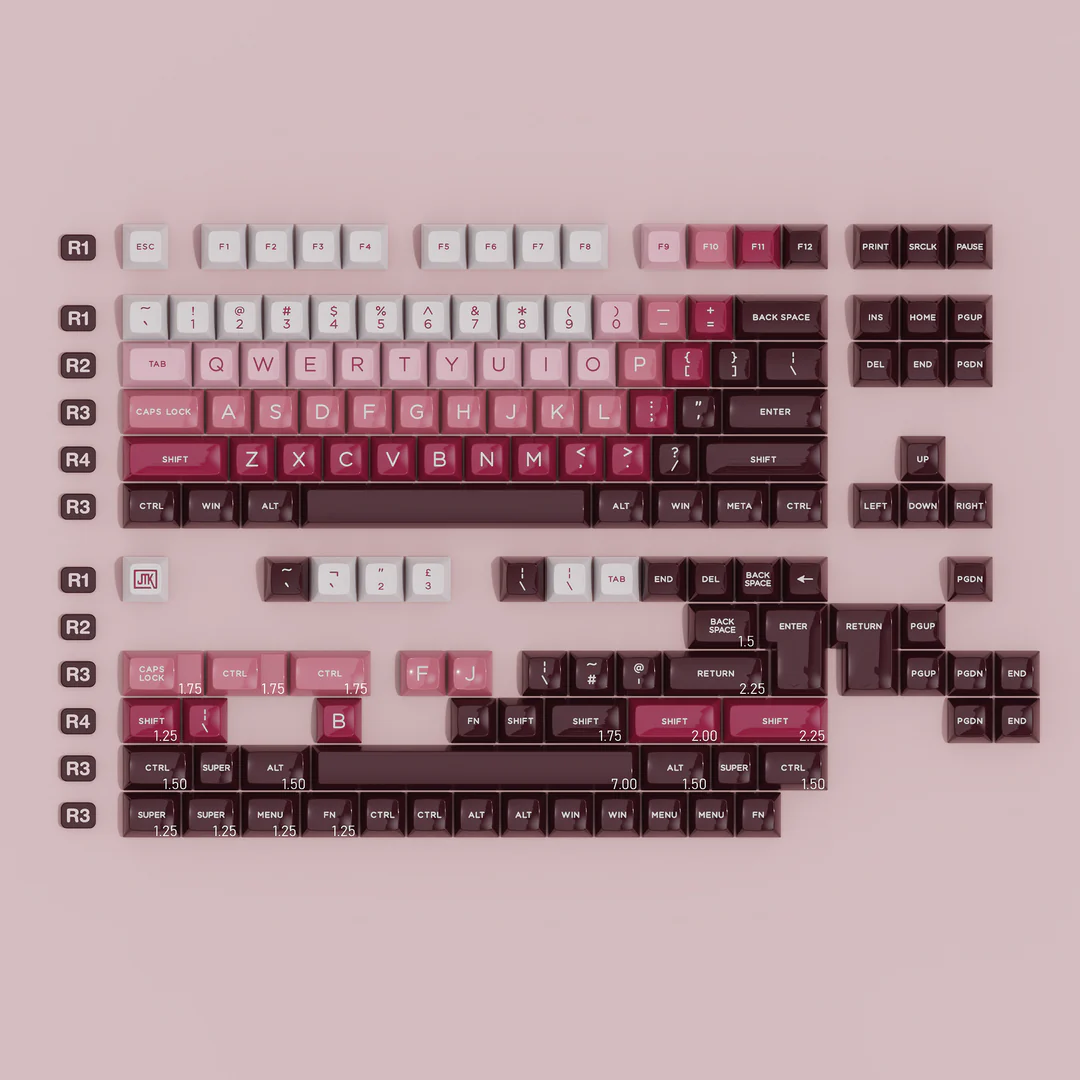 R1 ESC F1 F2 F3 F4 F5 F6 F7 F8 F9 F10 F11 F12 PRINT SRCLK PAUSE
~ ! @ # $ % ^ & * ( ) — +
R1 ` 1 2 3 4 5 6 7 8 9 0 – = BACK SPACE INS HOME PGUP
{ } ¦
R2 TAB Q W E R T Y U I O P [ ] \ DEL END PGDN
: "
R3 CAPS LOCK A S D F G H J K L ; ' ENTER
< > ?
R4 SHIFT Z X C V B N M , . / SHIFT UP
R3 CTRL WIN ALT ALT WIN META CTRL LEFT DOWN RIGHT
~ ¬ " £ ¦ ¦ BACK
R1 JTK ` ` 2 3 \ \ TAB END DEL SPACE ← PGDN
BACK
R2 SPACE ENTER RETURN PGUP
1.5
CAPS ¦ ~ @
R3 LOCK CTRL CTRL F J \ # ' RETURN PGUP PGDN END
1.75 1.75 1.75 2.25
¦
R4 SHIFT \ B FN SHIFT SHIFT SHIFT SHIFT PGDN END
1.25 1.75 2.00 2.25
R3 CTRL SUPER ALT ALT SUPER CTRL
1.50 1.50 7.00 1.50 1.50
R3 SUPER SUPER MENU FN CTRL CTRL ALT ALT WIN WIN MENU MENU FN
1.25 1.25 1.25 1.25